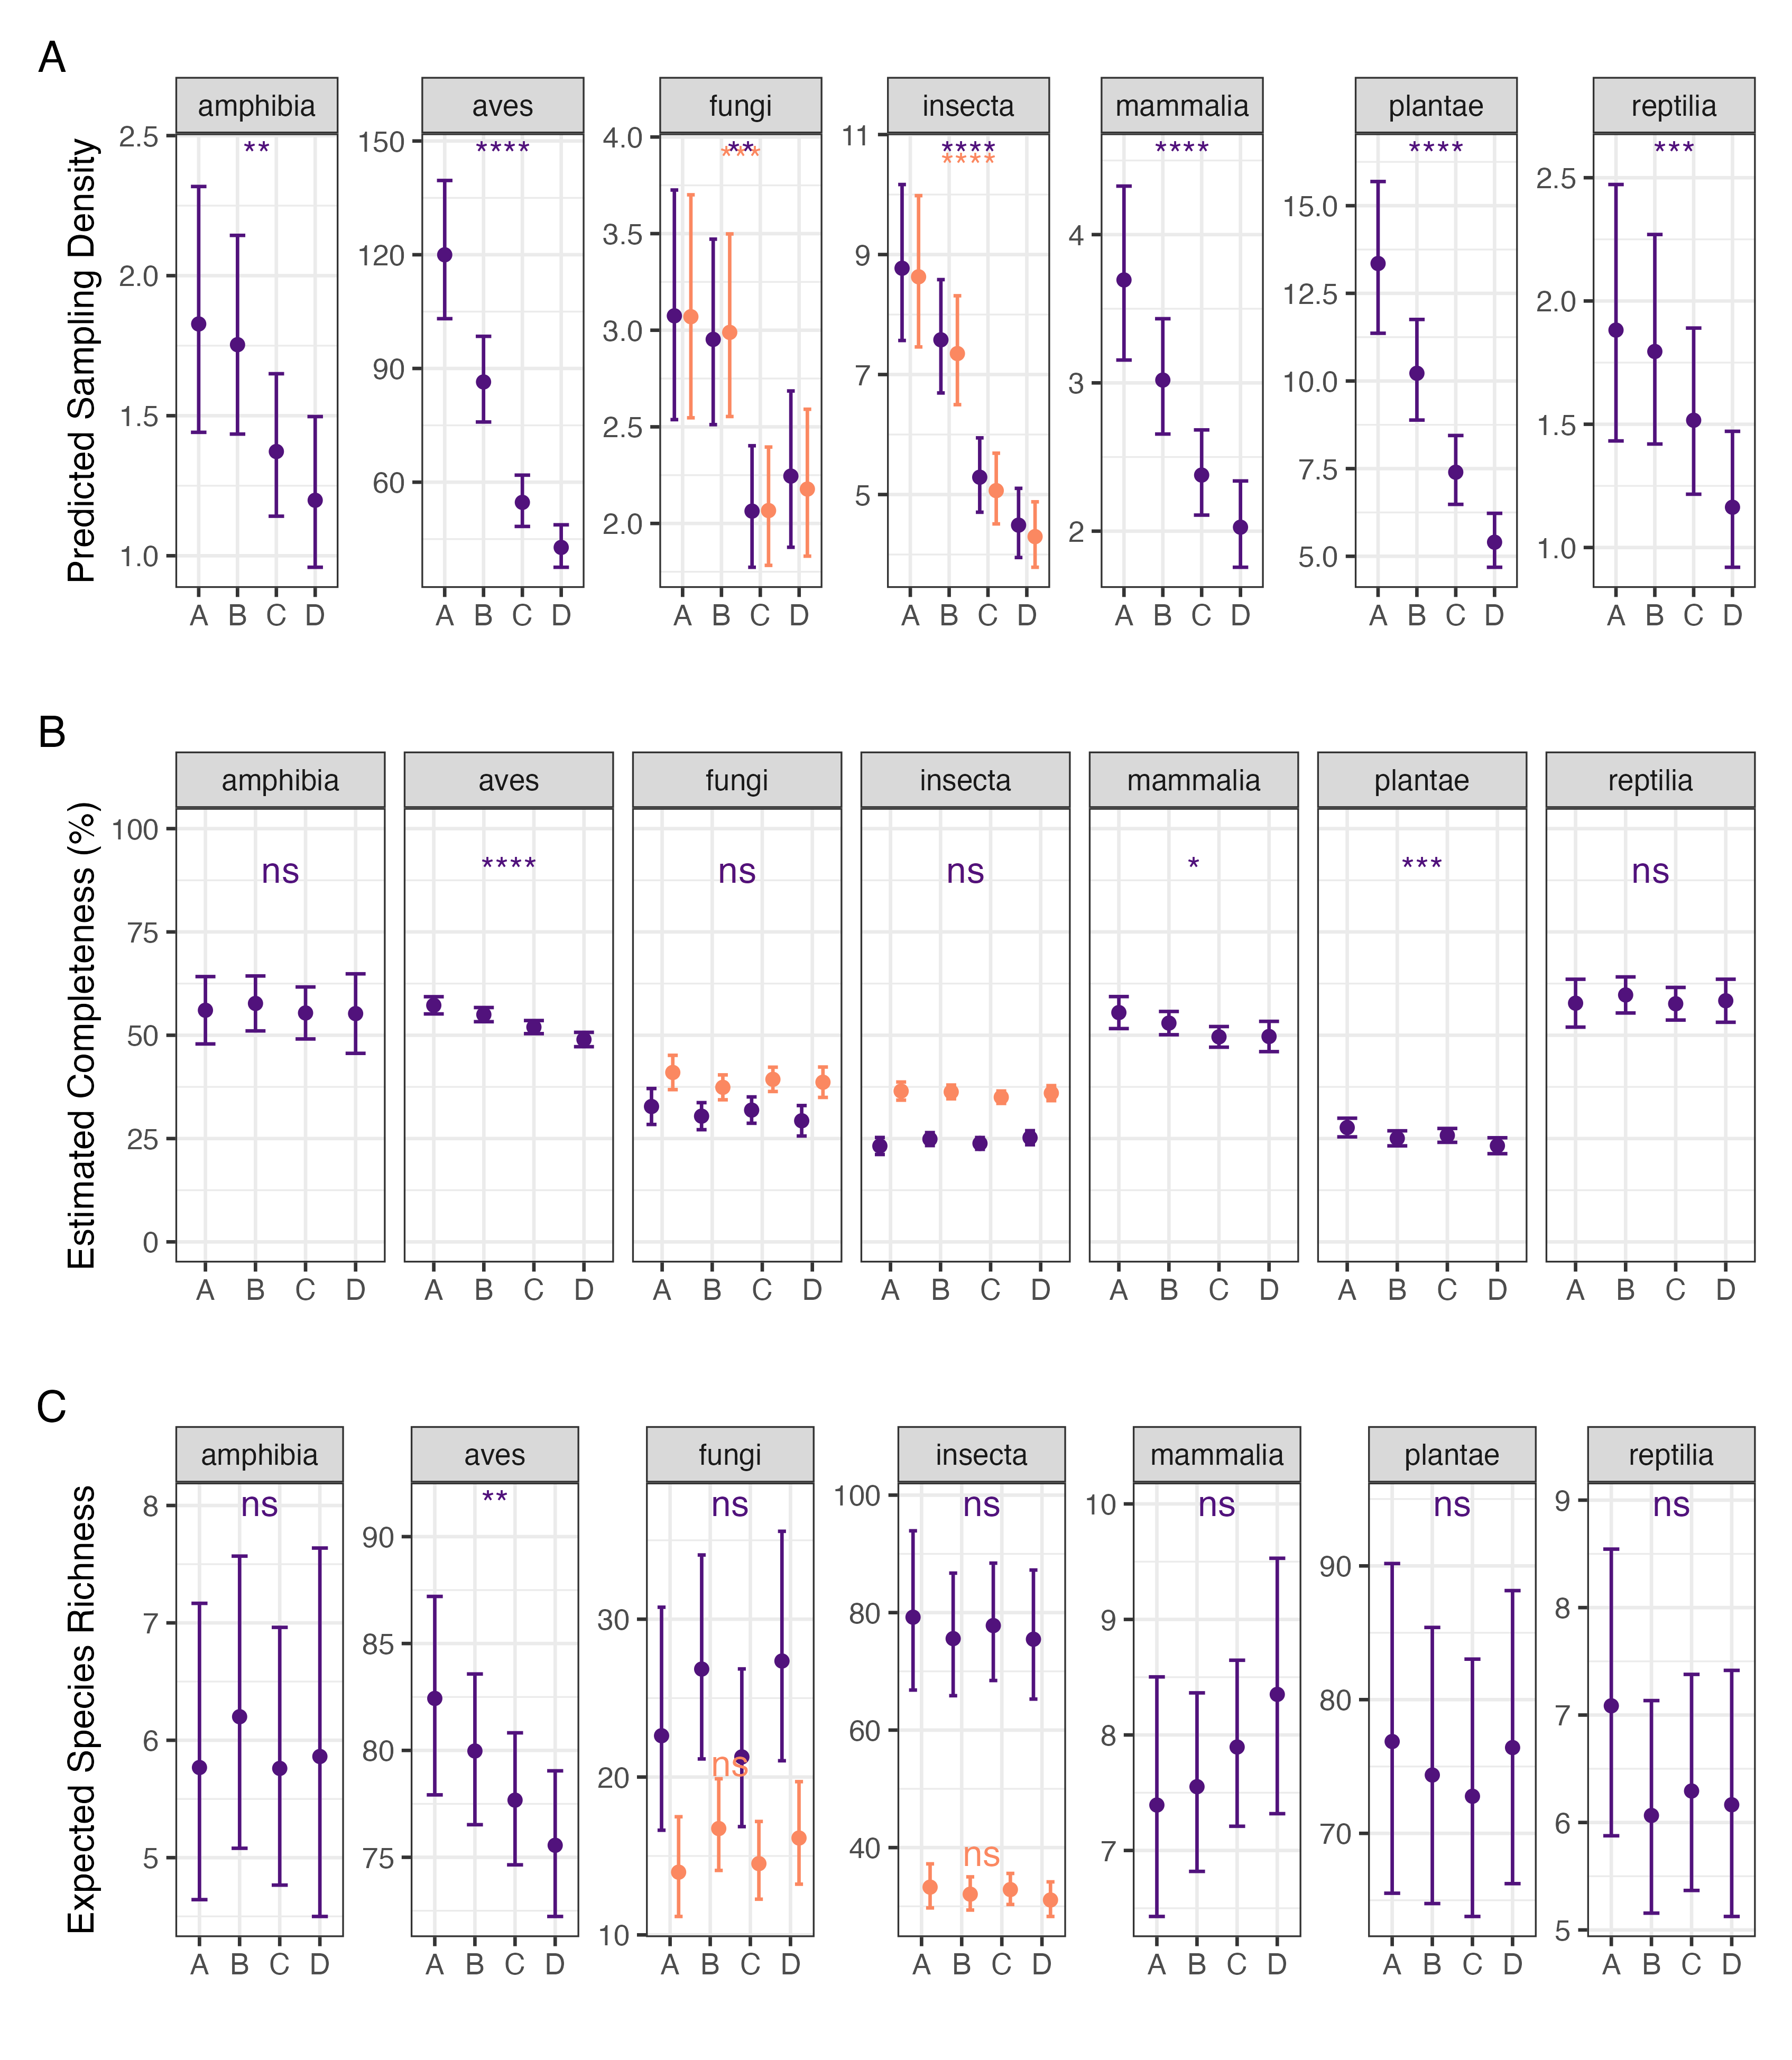 A
amphibia aves fungi insecta mammalia plantae reptilia
Predicted Sampling Density
2.5 2.0 1.5 1.0
** 
A B C D
150 120 90 60
****
A B C D
4.0 3.5 3.0 2.5 2.0
**
***
A B C D
11 9 7 5
****
****
A B C D
4 3 2
****
A B C D
15.0 12.5 10.0 7.5 5.0
****
A B C D
2.5 2.0 1.5 1.0
***
A B C D
B
amphibia aves fungi insecta mammalia plantae reptilia
Estimated Completeness (%)
100 75 50 25 0
ns **** ns ns * *** ns
A B C D A B C D A B C D A B C D A B C D A B C D A B C D
C
amphibia aves fungi insecta mammalia plantae reptilia
Expected Species Richness
8 7 6 5
ns
A B C D
90 85 80 75
**
A B C D
30 20 10
ns
ns
A B C D
100 80 60 40
ns
ns
A B C D
10 9 8 7
ns
A B C D
90 80 70
ns
A B C D
9 8 7 6 5
ns
A B C D